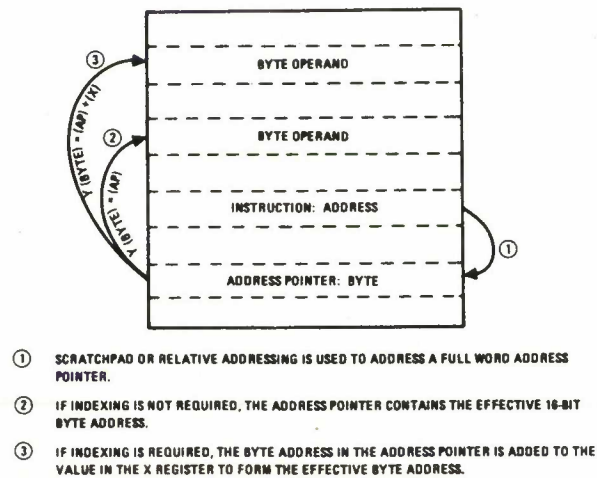 ③
BYTE OPERAND
Y (BYTE) = (AP) + (X)
②
BYTE OPERAND
Y (BYTE) = (AP)
INSTRUCTION: ADDRESS
①
ADDRESS POINTER: BYTE
① SCRATCHPAD OR RELATIVE ADDRESSING IS USED TO ADDRESS A FULL WORD ADDRESS
POINTER.
② IF INDEXING IS NOT REQUIRED, THE ADDRESS POINTER CONTAINS THE EFFECTIVE 16-BIT
BYTE ADDRESS.
③ IF INDEXING IS REQUIRED, THE BYTE ADDRESS IN THE ADDRESS POINTER IS ADDED TO THE
VALUE IN THE X REGISTER TO FORM THE EFFECTIVE BYTE ADDRESS.